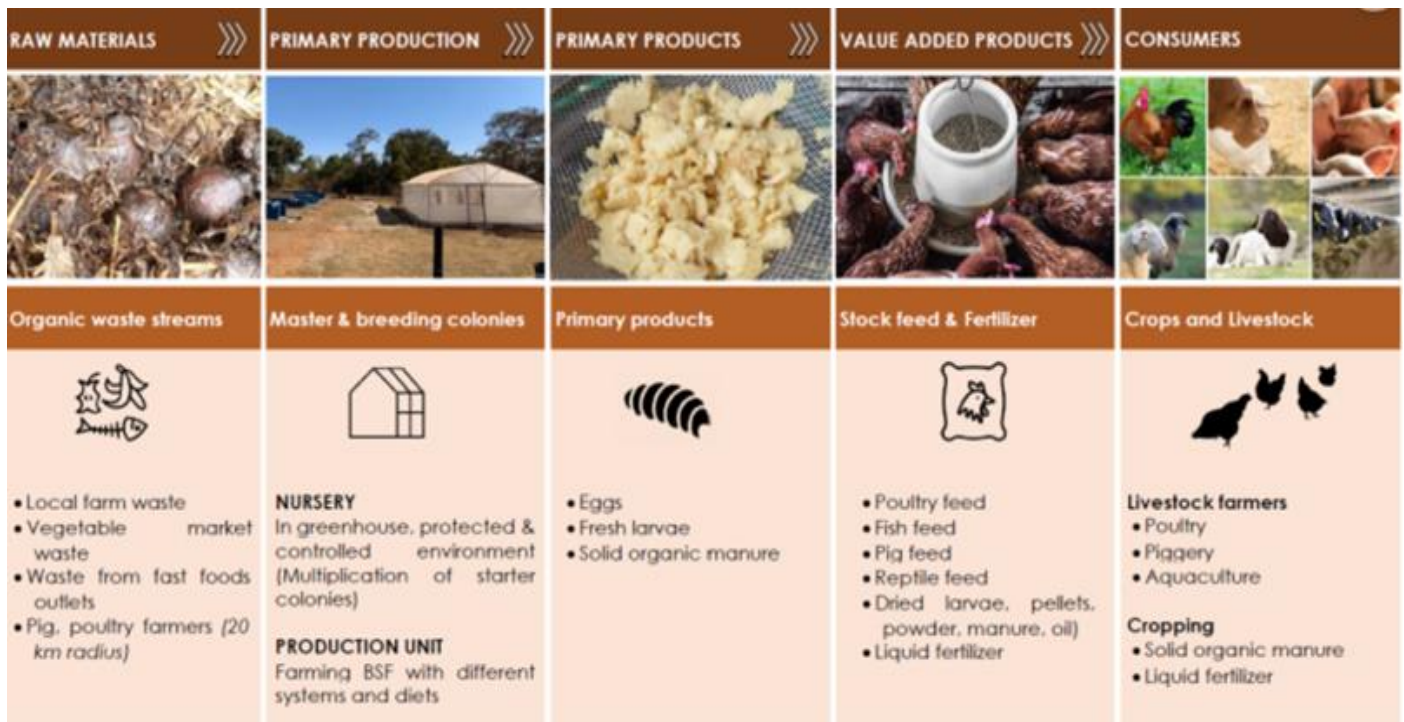 RAW MATERIALS
PRIMARY PRODUCTION
PRIMARY PRODUCTS
VALUE ADDED PRODUCTS
CONSUMERS
Organic waste streams
Master & breeding colonies
Primary products
Stock feed & Fertilizer
Crops and Livestock
• Local farm waste
• Vegetable market
waste
• Waste from fast foods
outlets
• Pig, poultry farmers (20
km radius)
NURSERY
In greenhouse, protected &
controlled environment
(Multiplication of starter
colonies)
PRODUCTION UNIT
Farming BSF with different
systems and diets
• Eggs
• Fresh larvae
• Solid organic manure
• Poultry feed
• Fish feed
• Pig feed
• Reptile feed
• Dried larvae, pellets,
powder, manure, oil)
• Liquid fertilizer
Livestock farmers
• Poultry
• Piggery
• Aquaculture
Cropping
• Solid organic manure
• Liquid fertilizer